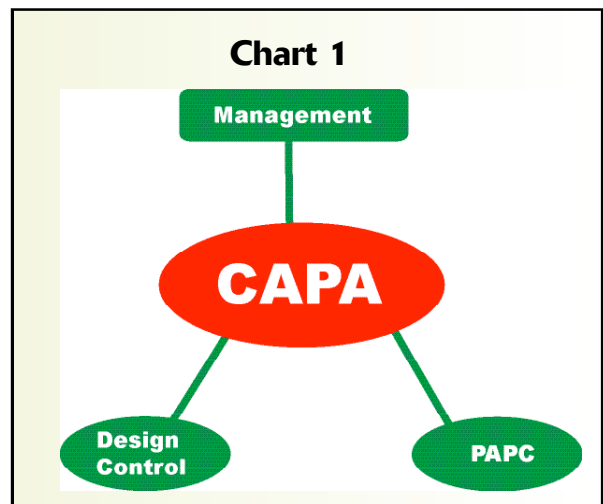 Chart 1
Management
CAPA
Design
Control
PAPC